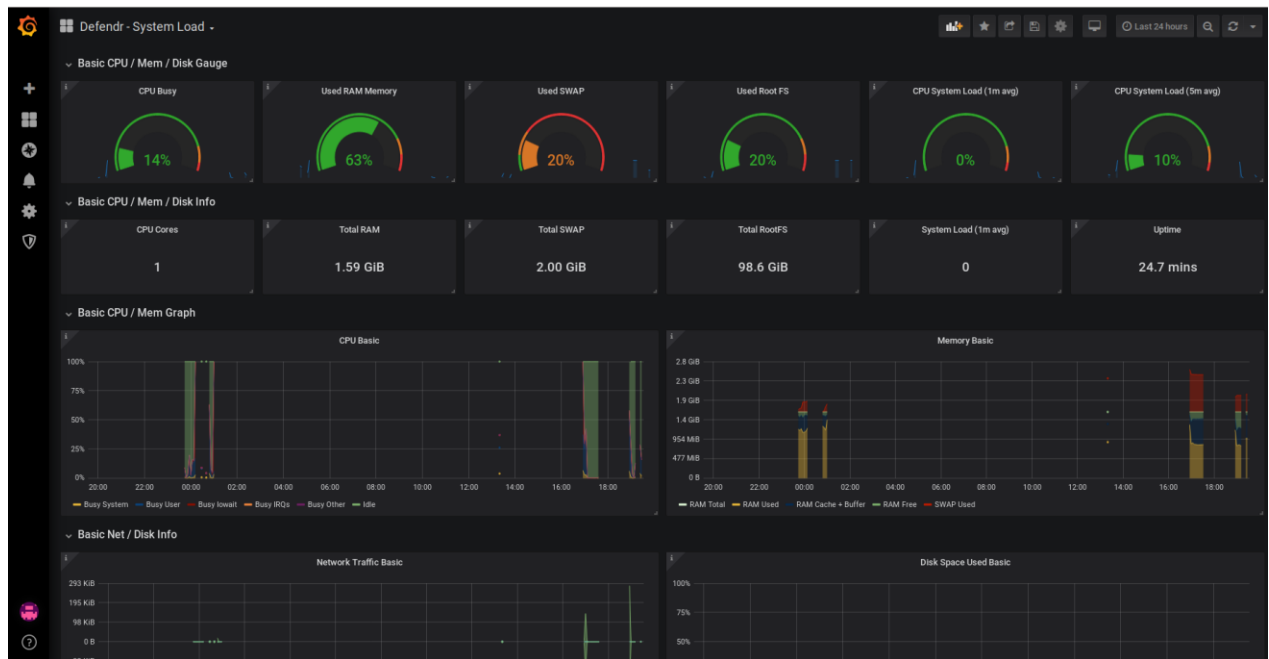 Defendr - System Load
Last 24 hours
Basic CPU / Mem / Disk Gauge
CPU Busy
Used RAM Memory
Used SWAP
Used Root FS
CPU System Load (1m avg)
CPU System Load (5m avg)
14%
63%
20%
20%
0%
10%
Basic CPU / Mem / Disk Info
CPU Cores
Total RAM
Total SWAP
Total RootFS
System Load (1m avg)
Uptime
1
1.59 GiB
2.00 GiB
98.6 GiB
0
24.7 mins
Basic CPU / Mem Graph
CPU Basic
100%
75%
50%
25%
0%
20:00 22:00 00:00 02:00 04:00 06:00 08:00 10:00 12:00 14:00 16:00 18:00
Busy System Busy User Busy Iowait Busy IRQs Busy Other Idle
Memory Basic
2.8 GiB
2.3 GiB
1.9 GiB
1.4 GiB
954 MiB
477 MiB
0 B
20:00 22:00 00:00 02:00 04:00 06:00 08:00 10:00 12:00 14:00 16:00 18:00
RAM Total RAM Used RAM Cache + Buffer RAM Free SWAP Used
Basic Net / Disk Info
Network Traffic Basic
293 KiB
195 KiB
98 KiB
0 B
Disk Space Used Basic
100%
75%
50%